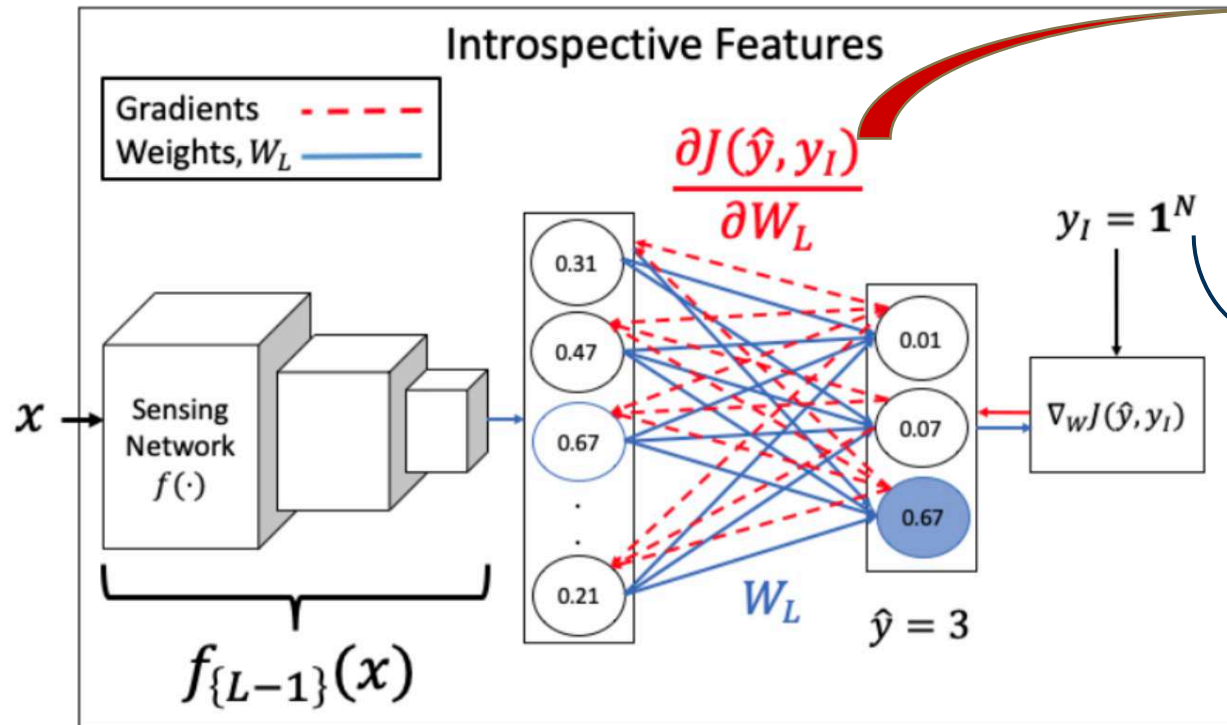 Introspective Features
Gradients
Weights, W_L
∂J(ŷ, y_I)
∂W_L
y_I = 1^N
x
Sensing
Network
f(·)
0.31
0.47
0.67
.
.
0.21
0.01
0.07
0.67
∇_W J(ŷ, y_I)
W_L
ŷ = 3
f_{L−1}(x)